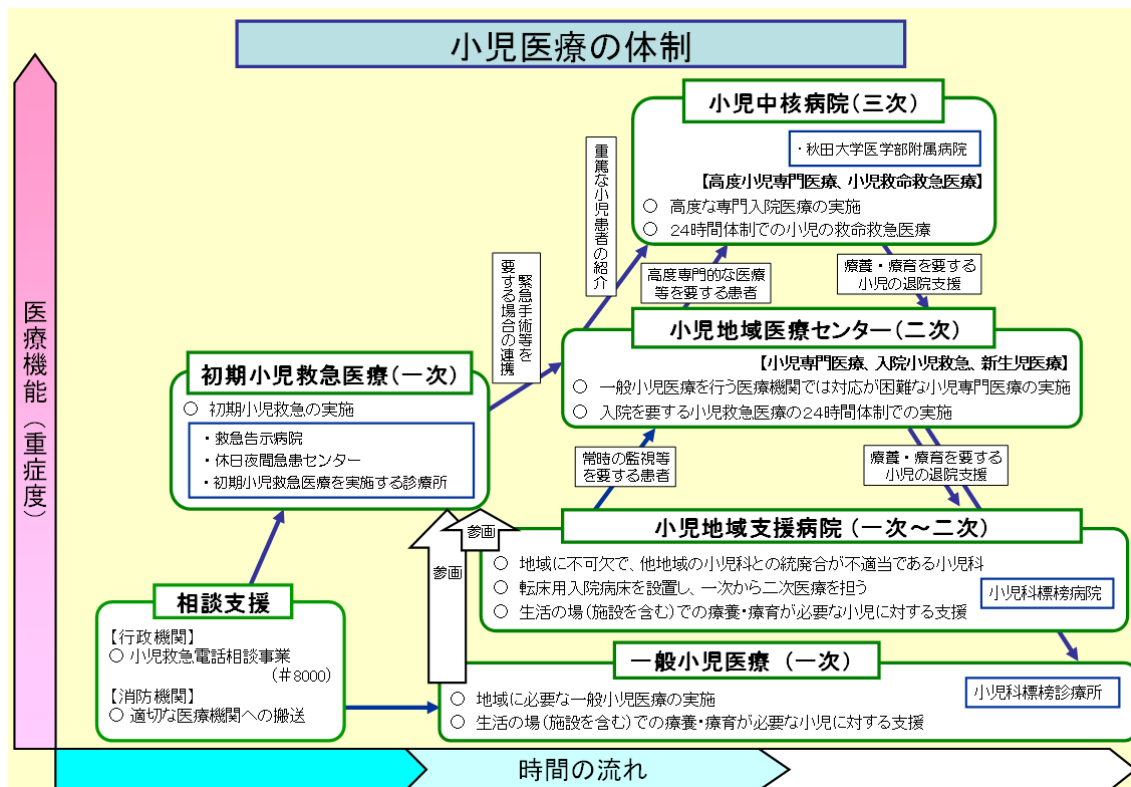 小児医療の体制
医療機能（重症度）
小児中核病院（三次）
・秋田大学医学部附属病院
【高度小児専門医療、小児救命救急医療】
○ 高度な専門入院医療の実施
○ 24時間体制での小児の救命救急医療
重篤な小児患者の紹介
緊急手術等を
要する場合の連携
高度専門的な医療
等を要する患者
療養・療育を要する
小児の退院支援
小児地域医療センター（二次）
【小児専門医療、入院小児救急、新生児医療】
○ 一般小児医療を行う医療機関では対応が困難な小児専門医療の実施
○ 入院を要する小児救急医療の24時間体制での実施
初期小児救急医療（一次）
○ 初期小児救急の実施
・救急告示病院
・休日夜間急患センター
・初期小児救急医療を実施する診療所
常時の監視等
を要する患者
療養・療育を要する
小児の退院支援
小児地域支援病院（一次～二次）
○ 地域に不可欠で、他地域の小児科との統廃合が不適当である小児科
○ 転床用入院病床を設置し、一次から二次医療を担う
○ 生活の場（施設を含む）での療養・療育が必要な小児に対する支援
小児科標榜病院
参画
参画
相談支援
【行政機関】
○ 小児救急電話相談事業
（＃8000）
【消防機関】
○ 適切な医療機関への搬送
一般小児医療 （一次）
○ 地域に必要な一般小児医療の実施
○ 生活の場（施設を含む）での療養・療育が必要な小児に対する支援
小児科標榜診療所
時間の流れ